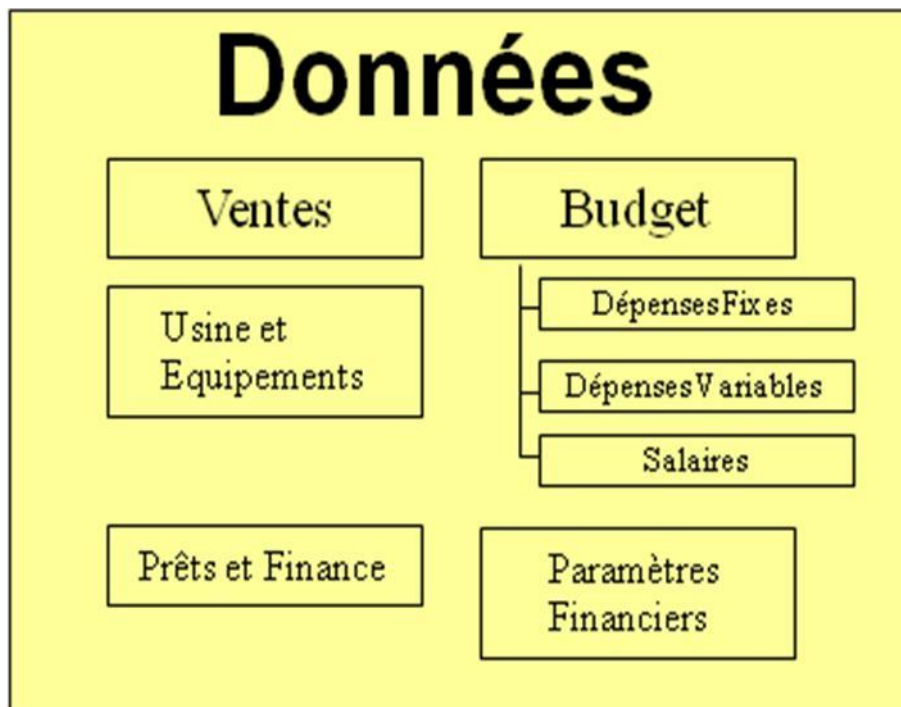 Données
Ventes
Budget
Usine et
Equipements
DépensesFixes
DépensesVariables
Salaires
Prêts et Finance
Paramètres
Financiers